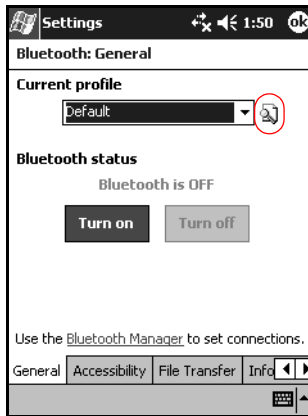 Settings 1:50 ok
Bluetooth: General
Current profile
Default
Bluetooth status
Bluetooth is OFF
Turn on Turn off
Use the Bluetooth Manager to set connections.
General Accessibility File Transfer Info